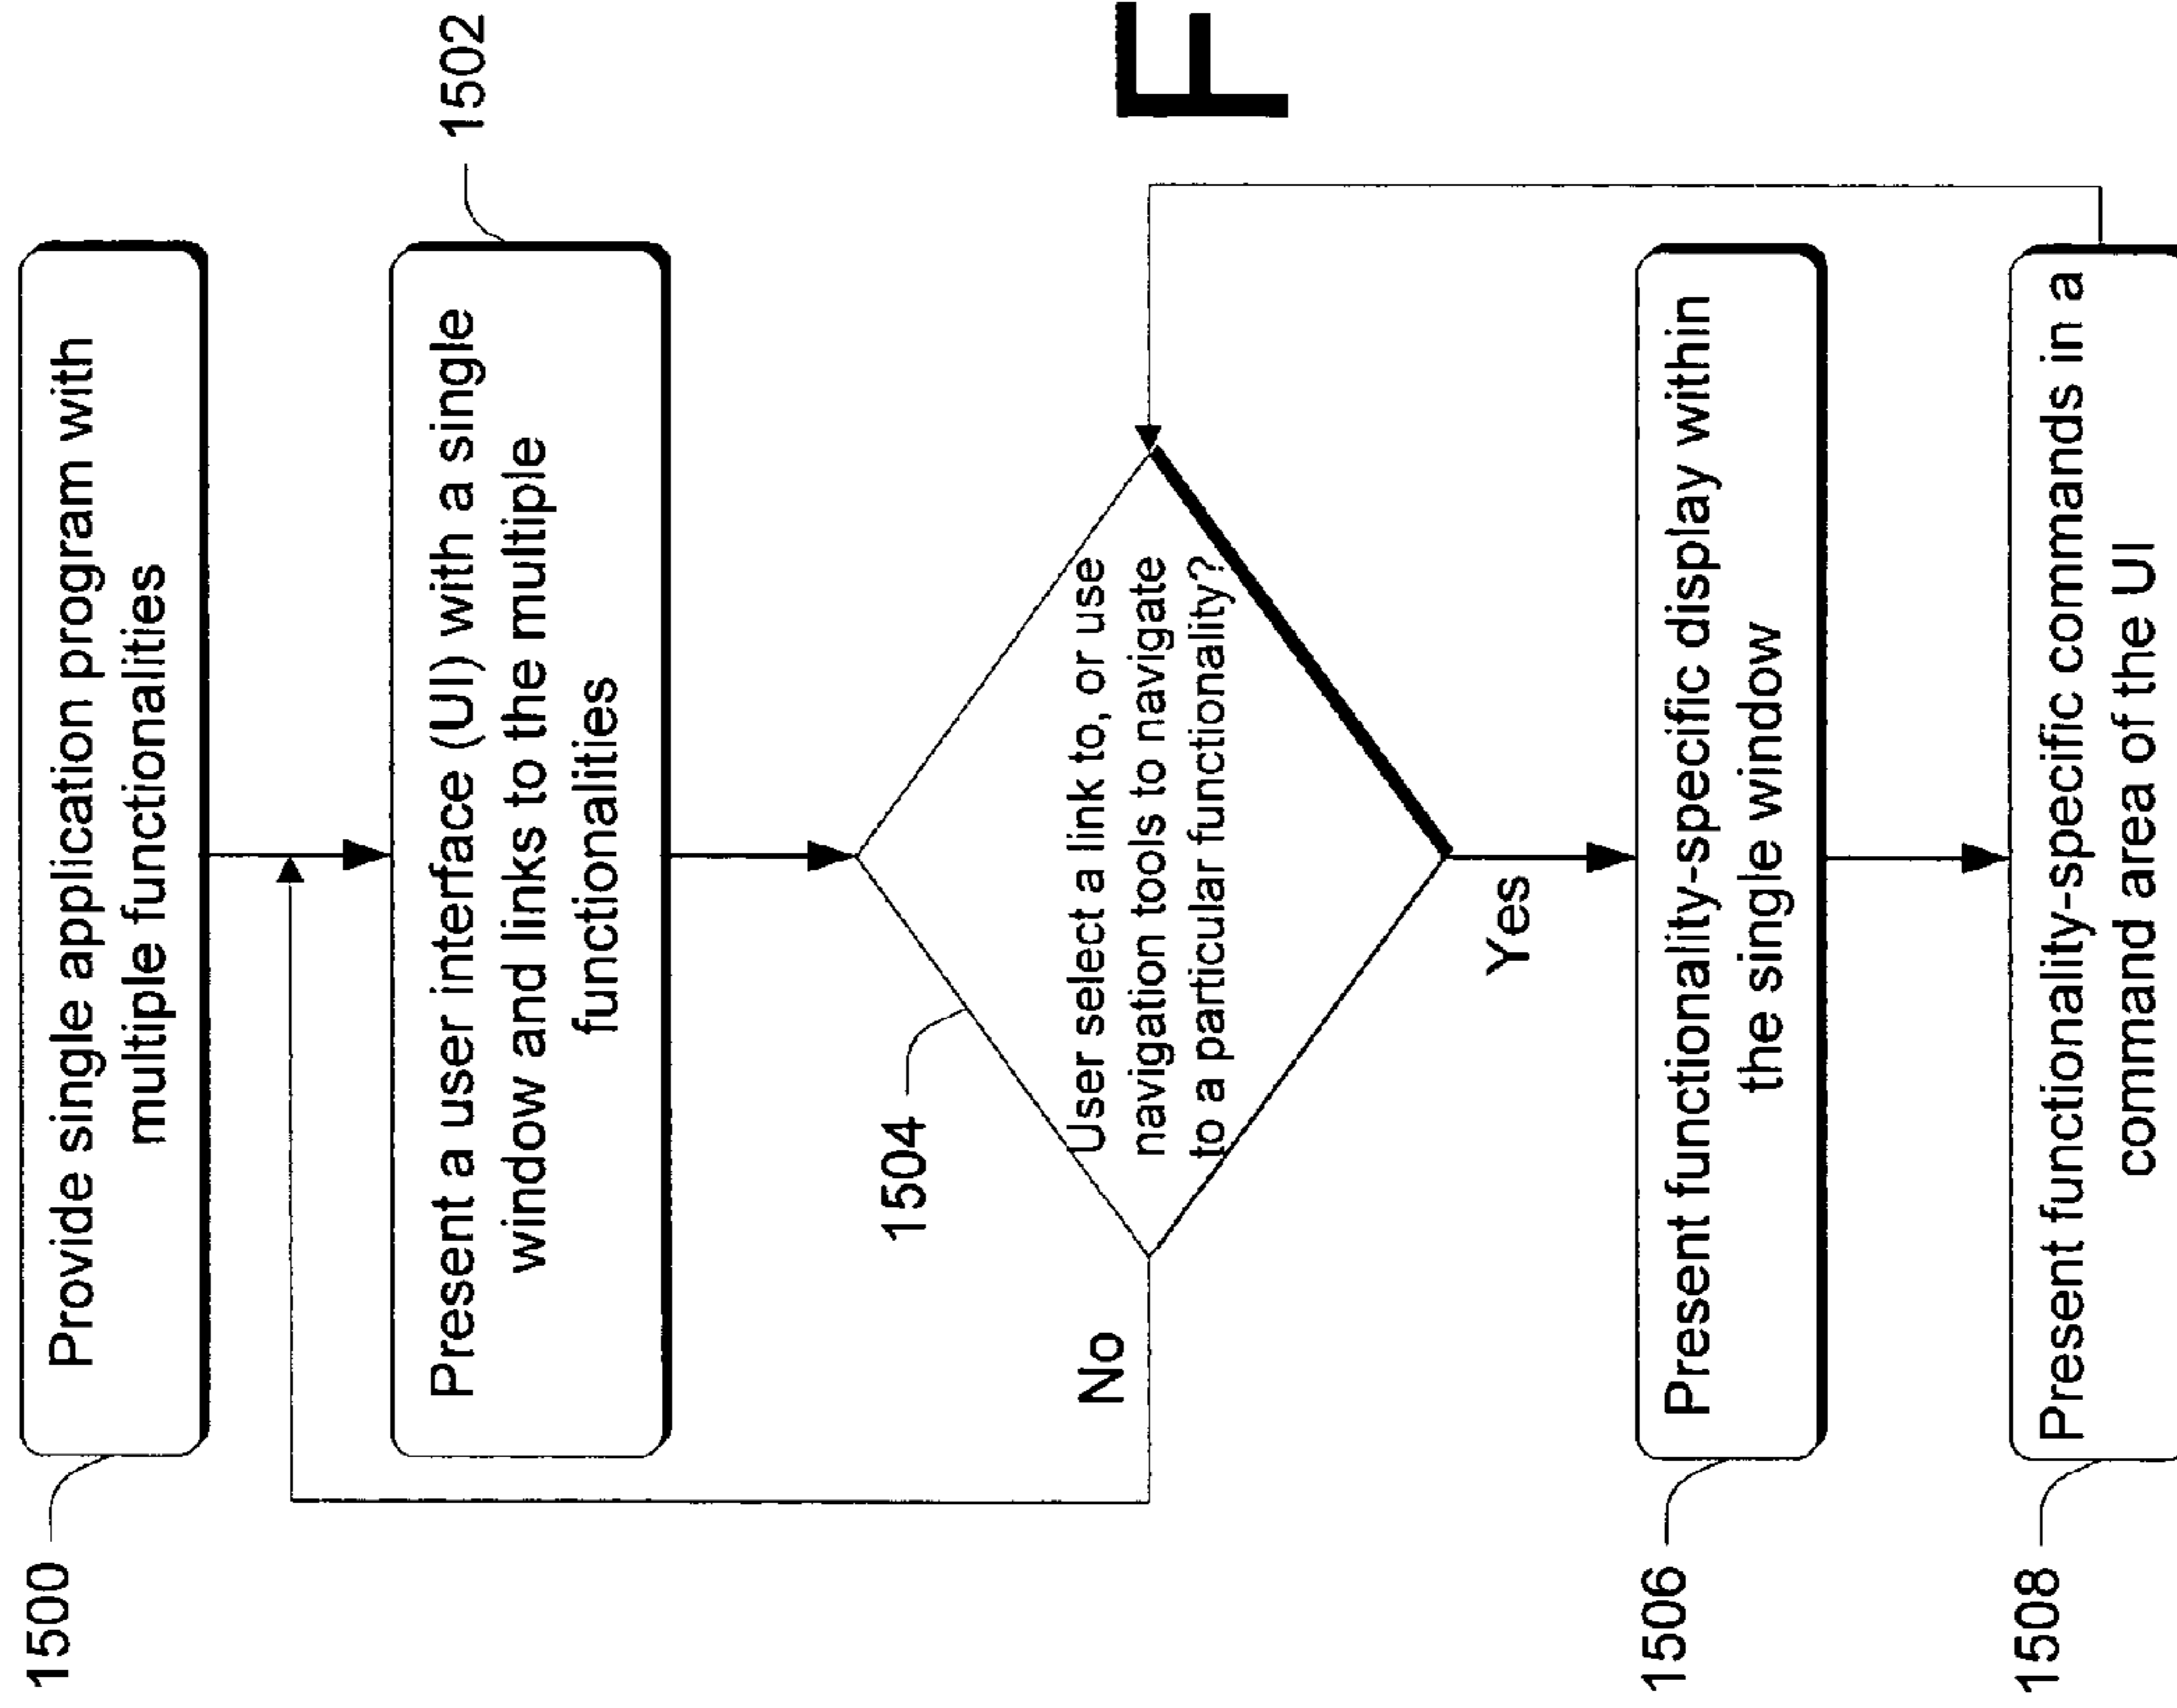 1500
Provide single application program with
multiple functionalities
1502
Present a user interface (UI) with a single
window and links to the multiple
functionalities
1504
User select a link to, or use
navigation tools to navigate
to a particular functionality?
No
Yes
F
1506
Present functionality-specific display within
the single window
1508
Present functionality-specific commands in a
command area of the UI